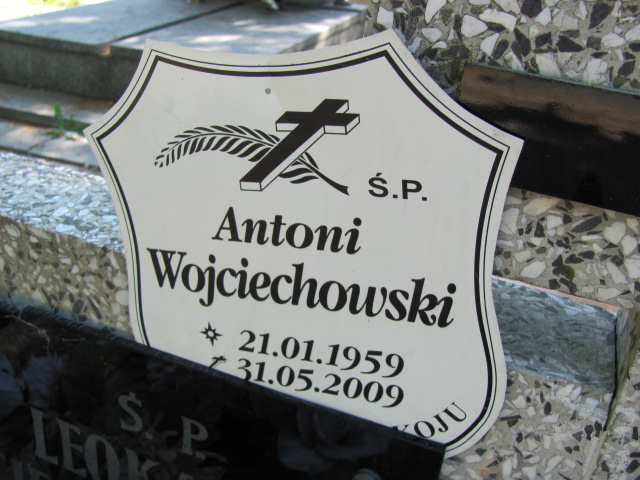 Ś.P.
Antoni
Wojciechowski
21.01.1959
31.05.2009
Ś. P.